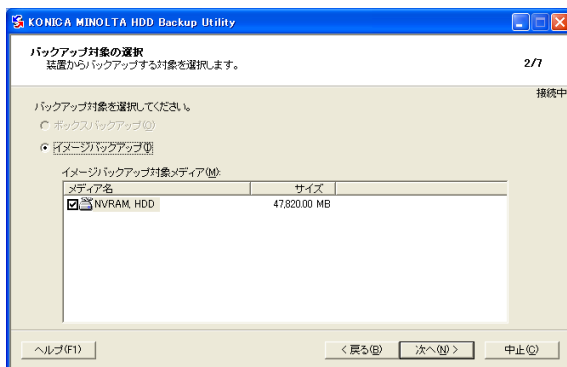 KONICA MINOLTA HDD Backup Utility
バックアップ対象の選択
装置からバックアップする対象を選択します。
2/7
接続中
バックアップ対象を選択してください。
ボックスバックアップ(O)
イメージバックアップ(I)
イメージバックアップ対象メディア(M):
メディア名 サイズ
NVRAM, HDD 47,820.00 MB
ヘルプ(F1) < 戻る(B) 次へ(N) > 中止(C)